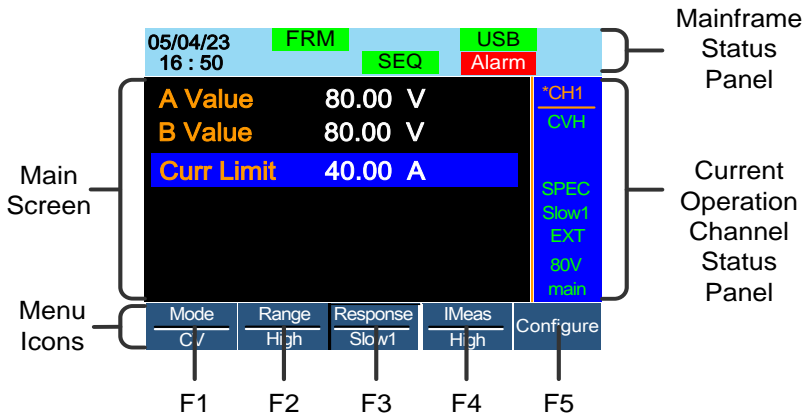 Mainframe
Status
Panel
05/04/23
16 : 50
FRM
USB
SEQ
Alarm
Main
Screen
A Value 80.00 V
B Value 80.00 V
Curr Limit 40.00 A
*CH1
CVH
SPEC
Slow1
EXT
80V
main
Current
Operation
Channel
Status
Panel
Menu
Icons
Mode
CV
Range
High
Response
Slow1
IMeas
High
Configure
F1 F2 F3 F4 F5